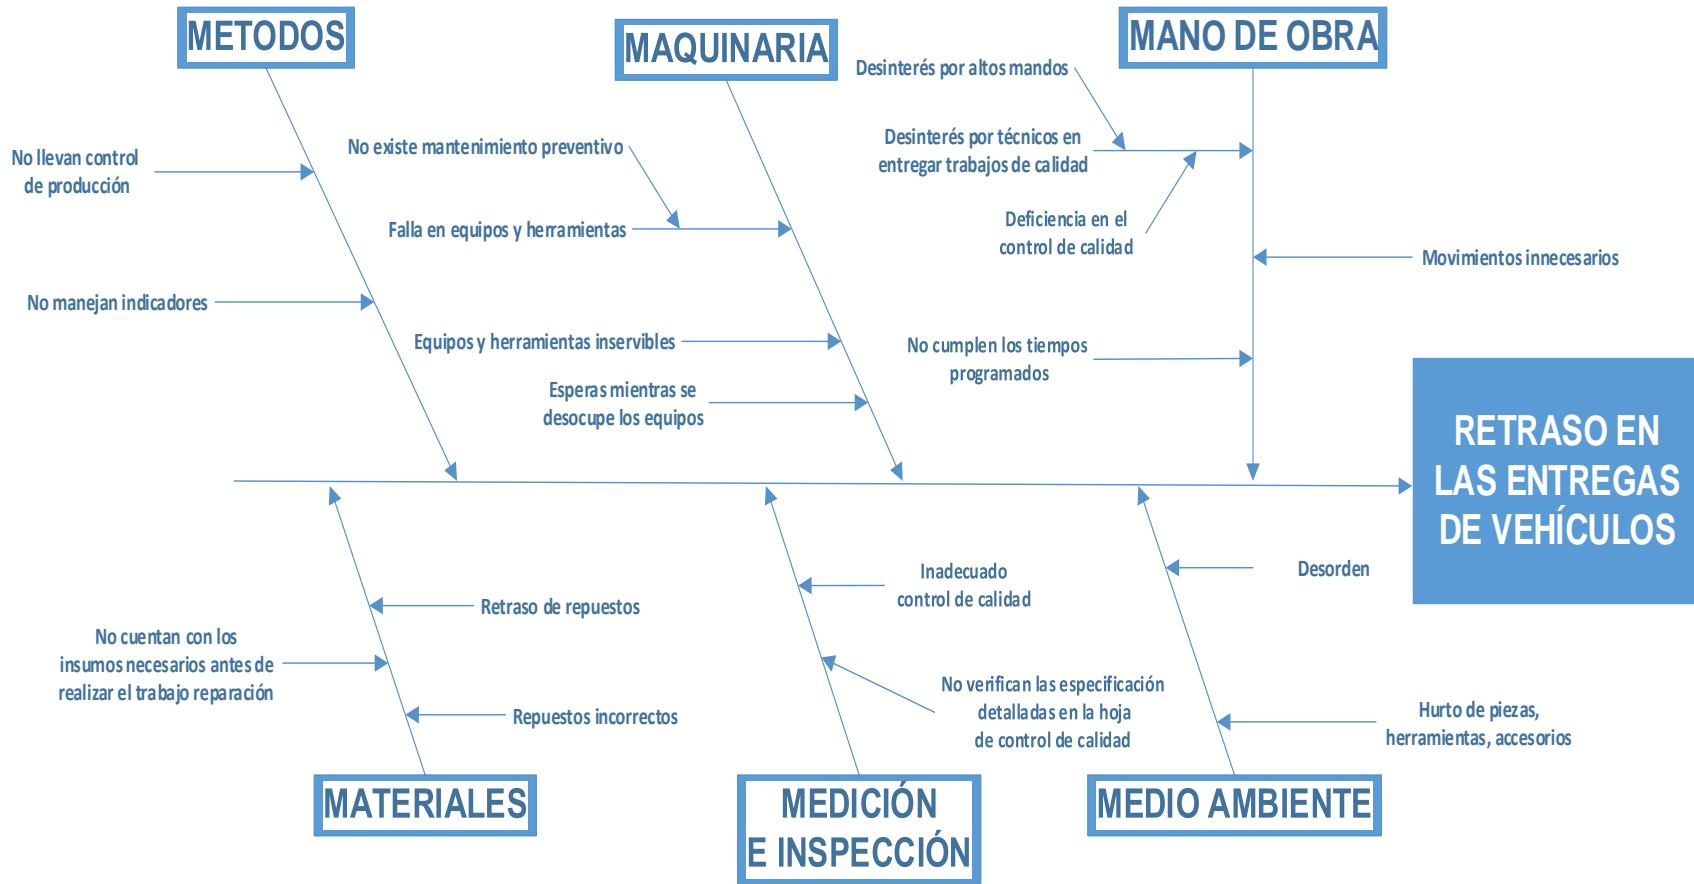 METODOS
MAQUINARIA
MANO DE OBRA
Desinterés por altos mandos
No existe mantenimiento preventivo
Desinterés por técnicos en
entregar trabajos de calidad
No llevan control
de producción
Falla en equipos y herramientas
Deficiencia en el
control de calidad
Movimientos innecesarios
No manejan indicadores
Equipos y herramientas inservibles
No cumplen los tiempos
programados
Esperas mientras se
desocupe los equipos
RETRASO EN
LAS ENTREGAS
DE VEHÍCULOS
Inadecuado
control de calidad
Desorden
Retraso de repuestos
No cuentan con los
insumos necesarios antes de
realizar el trabajo reparación
No verifican las especificación
detalladas en la hoja
de control de calidad
Repuestos incorrectos
Hurto de piezas,
herramientas, accesorios
MATERIALES
MEDICIÓN
E INSPECCIÓN
MEDIO AMBIENTE